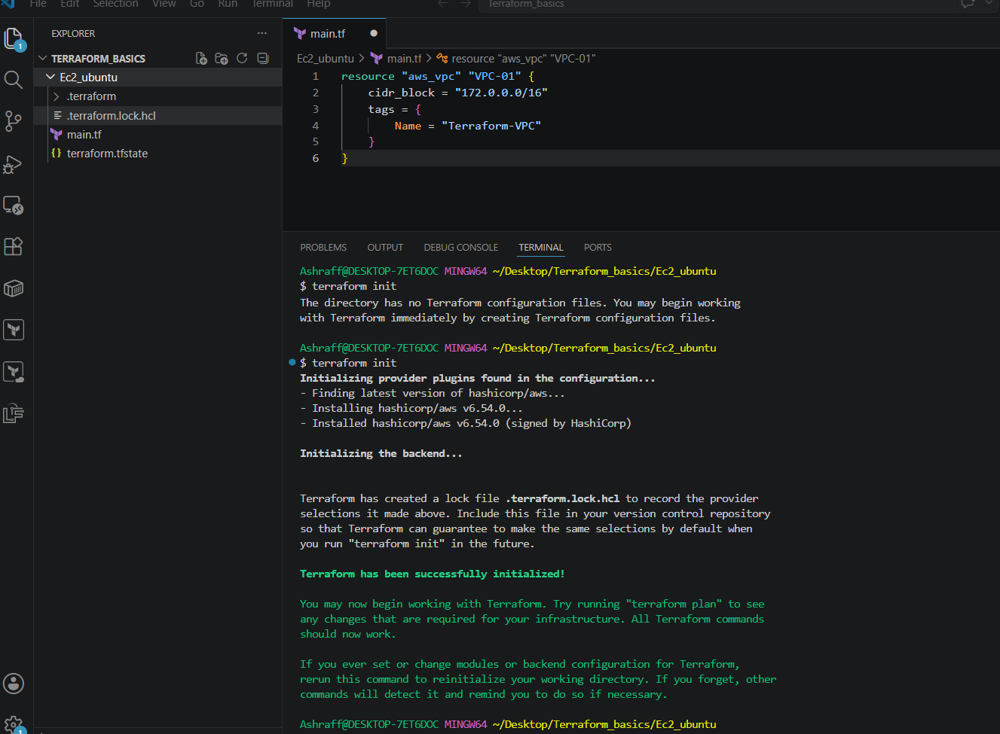 File Edit Selection View Go Run Terminal Help
Terraform_basics
1
EXPLORER
TERRAFORM_BASICS
Ec2_ubuntu
.terraform
.terraform.lock.hcl
main.tf
terraform.tfstate
main.tf
Ec2_ubuntu > main.tf > resource "aws_vpc" "VPC-01"
1 resource "aws_vpc" "VPC-01" {
2 cidr_block = "172.0.0.0/16"
3 tags = {
4 Name = "Terraform-VPC"
5 }
6 }
PROBLEMS OUTPUT DEBUG CONSOLE TERMINAL PORTS
Ashraff@DESKTOP-7ET6DOC MINGW64 ~/Desktop/Terraform_basics/Ec2_ubuntu
$ terraform init
The directory has no Terraform configuration files. You may begin working
with Terraform immediately by creating Terraform configuration files.
Ashraff@DESKTOP-7ET6DOC MINGW64 ~/Desktop/Terraform_basics/Ec2_ubuntu
$ terraform init
Initializing provider plugins found in the configuration...
- Finding latest version of hashicorp/aws...
- Installing hashicorp/aws v6.54.0...
- Installed hashicorp/aws v6.54.0 (signed by HashiCorp)
Initializing the backend...
Terraform has created a lock file .terraform.lock.hcl to record the provider
selections it made above. Include this file in your version control repository
so that Terraform can guarantee to make the same selections by default when
you run "terraform init" in the future.
Terraform has been successfully initialized!
You may now begin working with Terraform. Try running "terraform plan" to see
any changes that are required for your infrastructure. All Terraform commands
should now work.
If you ever set or change modules or backend configuration for Terraform,
rerun this command to reinitialize your working directory. If you forget, other
commands will detect it and remind you to do so if necessary.
Ashraff@DESKTOP-7ET6DOC MINGW64 ~/Desktop/Terraform_basics/Ec2_ubuntu
1